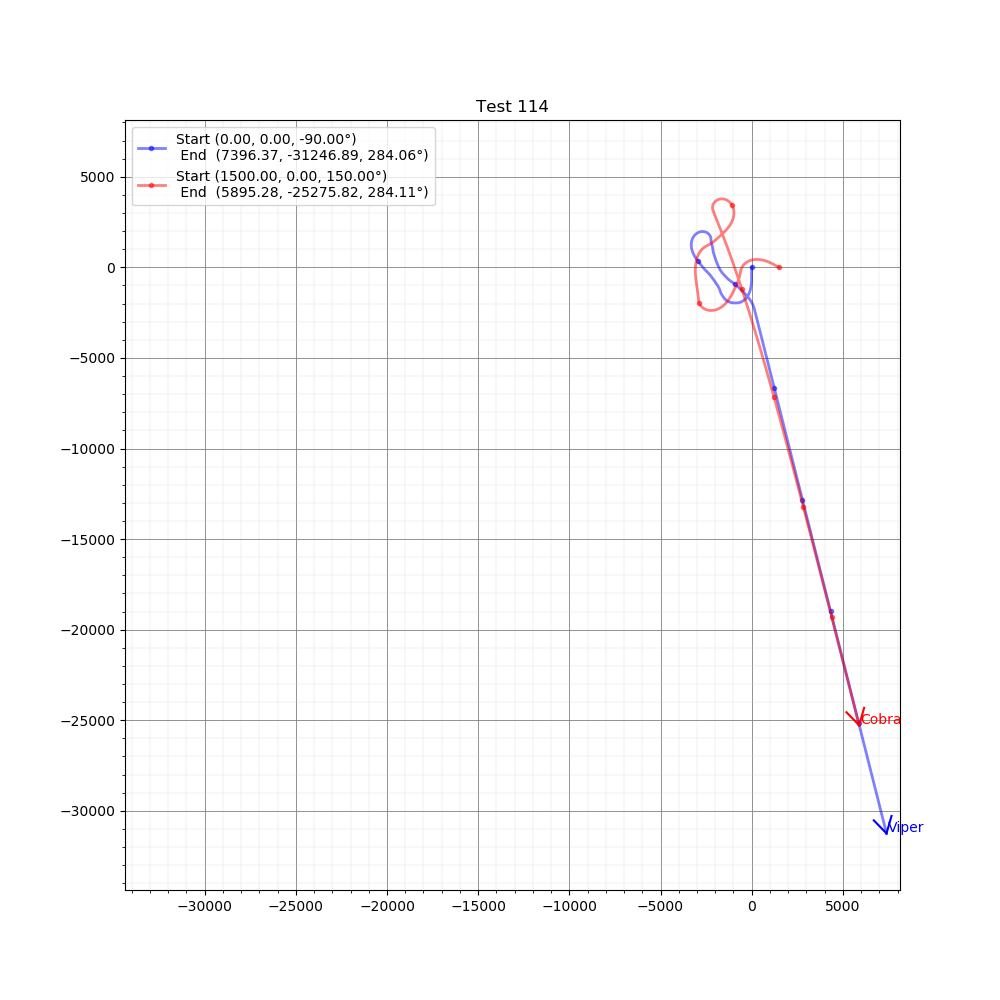 Test 114
Start (0.00, 0.00, -90.00°)
End (7396.37, -31246.89, 284.06°)
Start (1500.00, 0.00, 150.00°)
End (5895.28, -25275.82, 284.11°)
5000
0
−5000
−10000
−15000
−20000
−25000
−30000
Cobra
Viper
−30000 −25000 −20000 −15000 −10000 −5000 0 5000